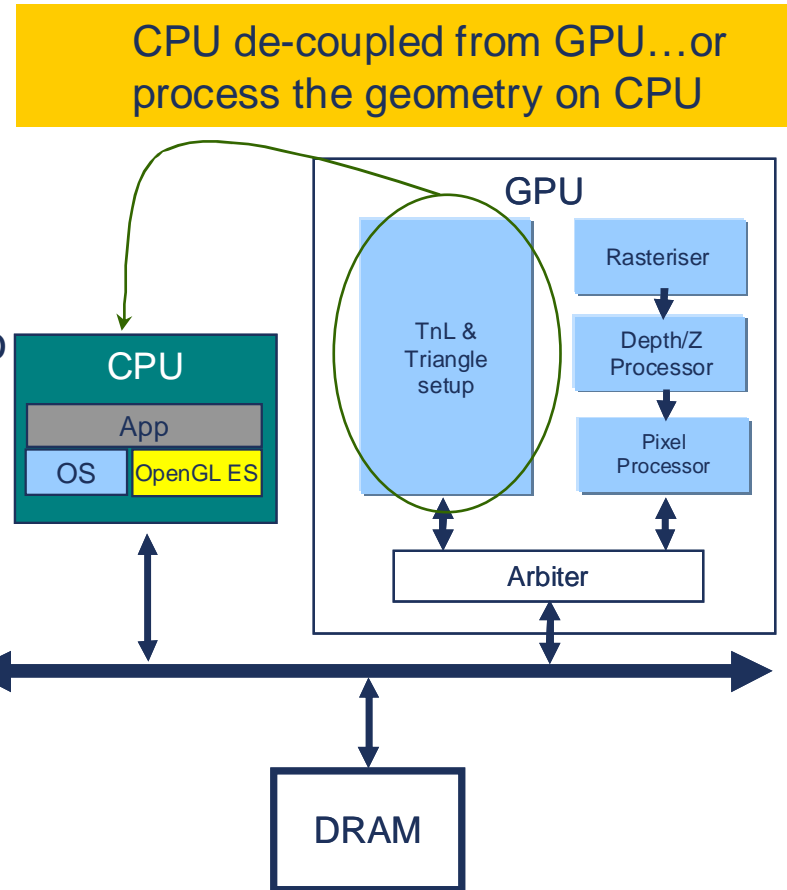 CPU de-coupled from GPU…or
process the geometry on CPU
GPU
Rasteriser
TnL &
Triangle
setup
Depth/Z
Processor
Pixel
Processor
CPU
App
OS
OpenGL ES
Arbiter
DRAM